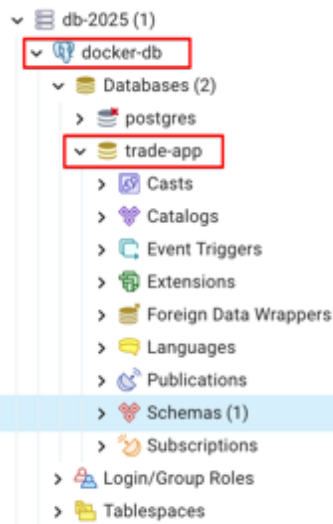 db-2025 (1)
docker-db
Databases (2)
postgres
trade-app
Casts
Catalogs
Event Triggers
Extensions
Foreign Data Wrappers
Languages
Publications
Schemas (1)
Subscriptions
Login/Group Roles
Tablespaces